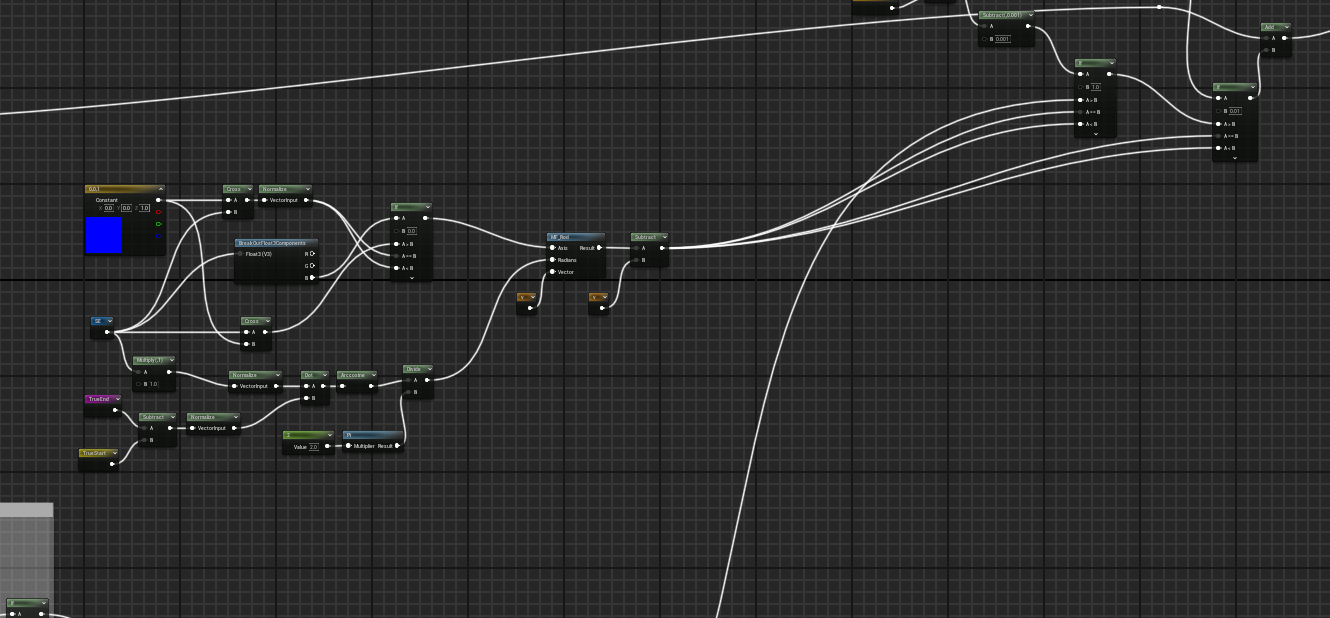 Subtract(,0.001)
A
B 0.001
Add
A
B
If
A
B 1.0
A > B
A == B
A < B
If
A
B 0.01
A > B
A == B
A < B
0,0,1
Constant
X 0.0 Y 0.0 Z 1.0
Cross
A
B
Normalize
VectorInput
If
A
B 0.0
A > B
A == B
A < B
BreakOutFloat3Components
Float3 (V3)
R
G
B
MF_Rod
Axis Result
Radians
Vector
Subtract
A
B
V
V
SE
Cross
A
B
Multiply(,1)
A
B 1.0
Normalize
VectorInput
Dot
A
B
Arccosine
Divide
A
B
TrueEnd
Subtract
A
B
Normalize
VectorInput
TrueStart
2
Value 2.0
Pi
Multiplier Result
If
A